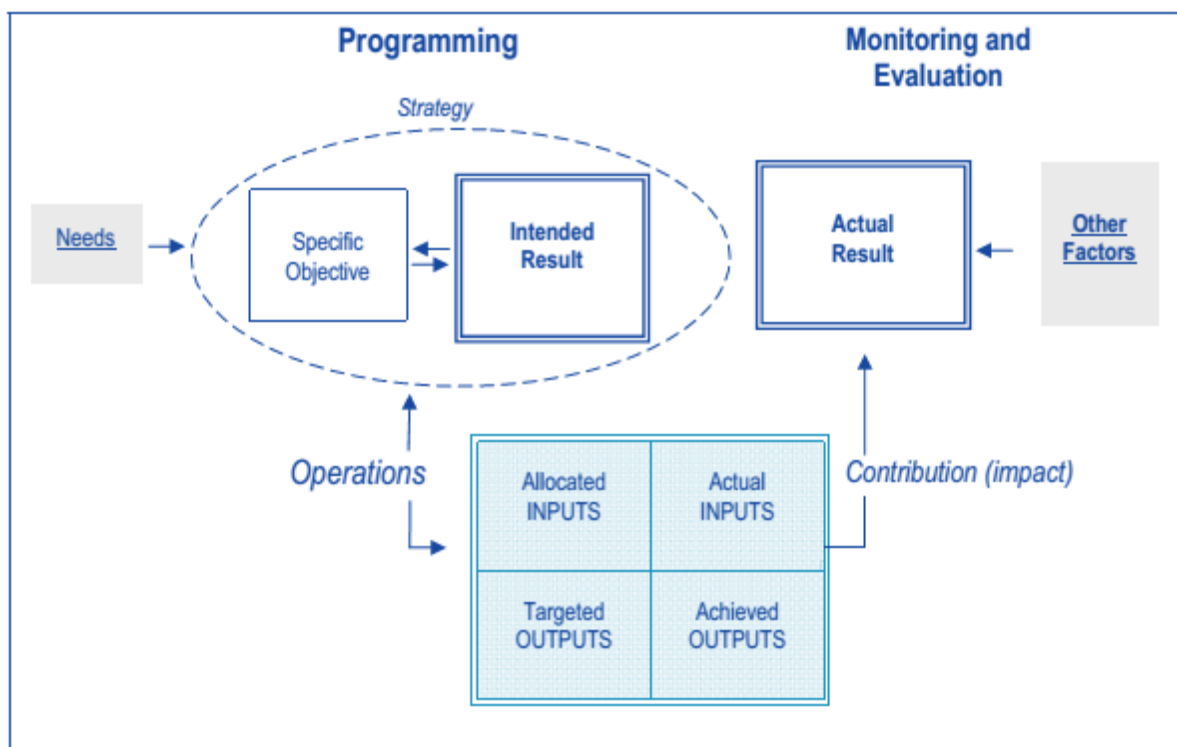 Programming
Monitoring and
Evaluation
Strategy
Needs
Specific
Objective
Intended
Result
Actual
Result
Other
Factors
Operations
Allocated
INPUTS
Actual
INPUTS
Contribution (impact)
Targeted
OUTPUTS
Achieved
OUTPUTS